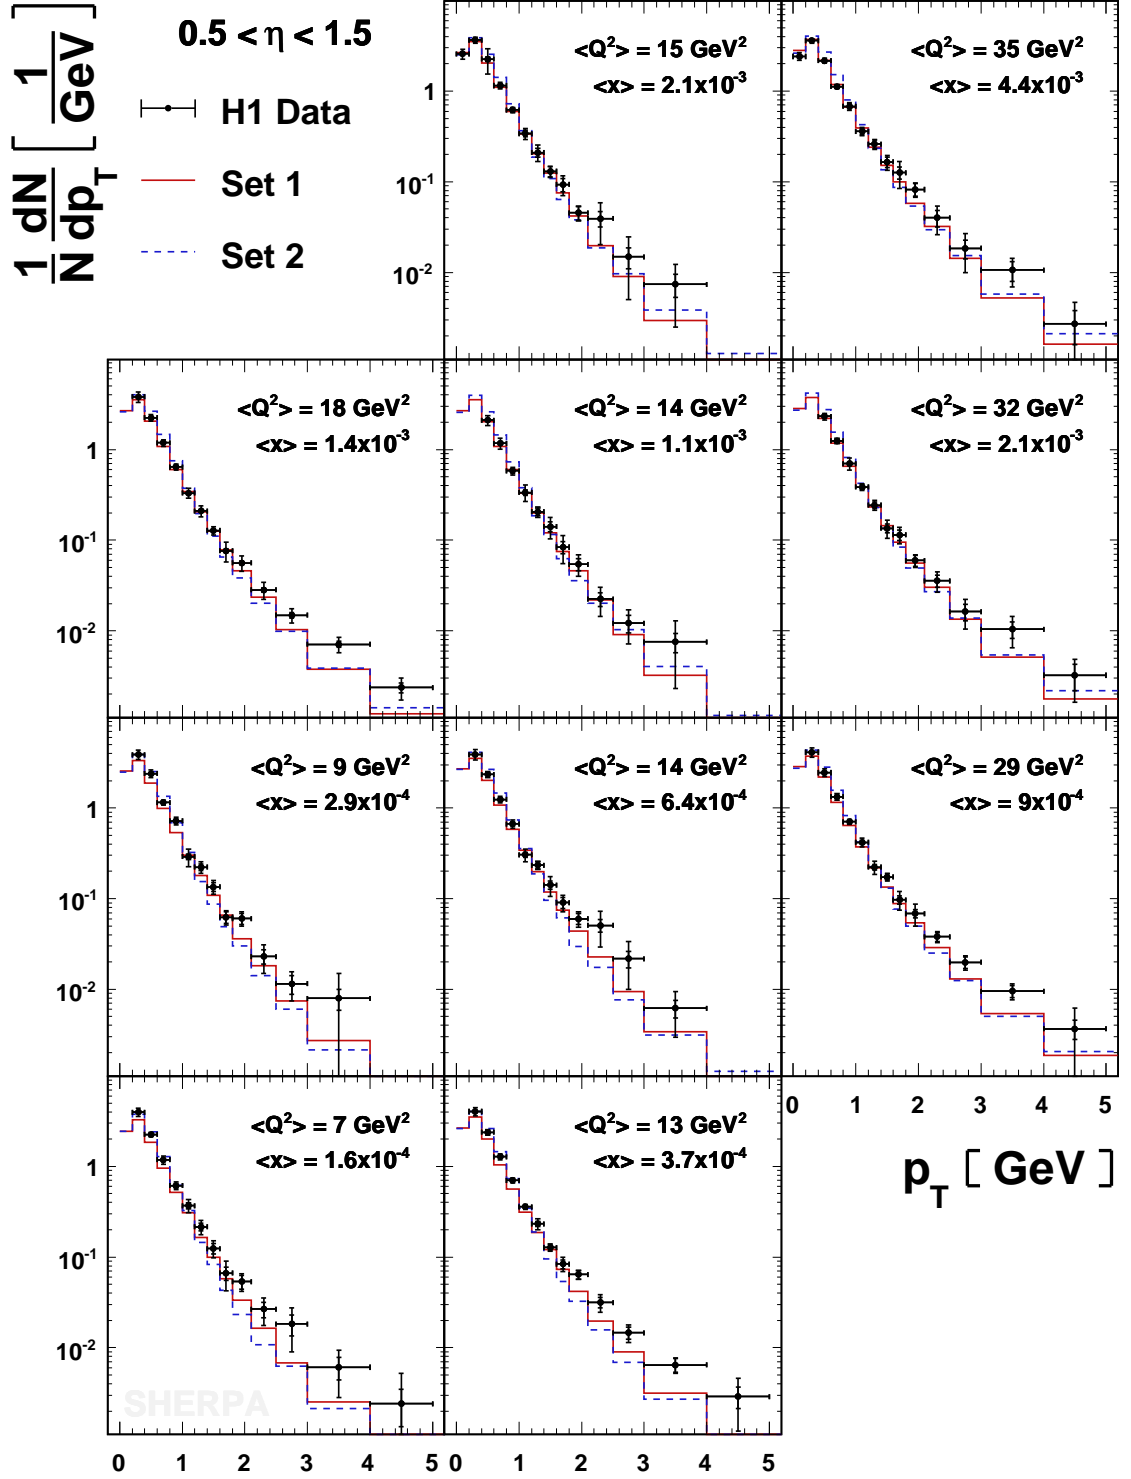 0.5 < η < 1.5
1/N dN/dp_T [ 1/GeV ]
H1 Data
Set 1
Set 2
<Q²> = 15 GeV²
<x> = 2.1x10⁻³
<Q²> = 35 GeV²
<x> = 4.4x10⁻³
1
10⁻¹
10⁻²
<Q²> = 18 GeV²
<x> = 1.4x10⁻³
<Q²> = 14 GeV²
<x> = 1.1x10⁻³
<Q²> = 32 GeV²
<x> = 2.1x10⁻³
1
10⁻¹
10⁻²
<Q²> = 9 GeV²
<x> = 2.9x10⁻⁴
<Q²> = 14 GeV²
<x> = 6.4x10⁻⁴
<Q²> = 29 GeV²
<x> = 9x10⁻⁴
1
10⁻¹
10⁻²
0 1 2 3 4 5
<Q²> = 7 GeV²
<x> = 1.6x10⁻⁴
<Q²> = 13 GeV²
<x> = 3.7x10⁻⁴
p_T [ GeV ]
1
10⁻¹
10⁻²
SHERPA
0 1 2 3 4 5 0 1 2 3 4 5